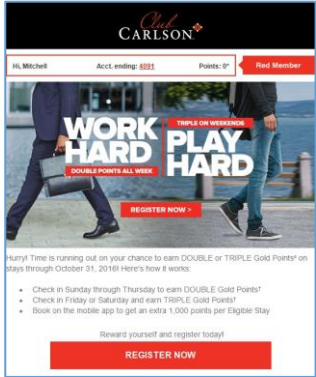 Club
CARLSON
Hi, Mitchell Acct. ending: 4091 Points: 0* Red Member
WORK HARD
DOUBLE POINTS ALL WEEK
TRIPLE ON WEEKENDS
PLAY HARD
REGISTER NOW >
Hurry! Time is running out on your chance to earn DOUBLE or TRIPLE Gold Points® on
stays through October 31, 2016! Here's how it works:
• Check in Sunday through Thursday to earn DOUBLE Gold Points†
• Check in Friday or Saturday and earn TRIPLE Gold Points†
• Book on the mobile app to get an extra 1,000 points per Eligible Stay
Reward yourself and register today!
REGISTER NOW